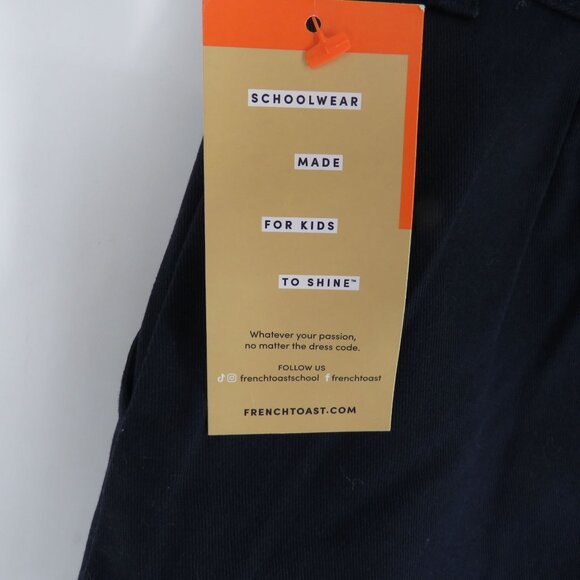 SCHOOLWEAR
MADE
FOR KIDS
TO SHINE™
Whatever your passion,
no matter the dress code.
FOLLOW US
frenchtoastschool frenchtoast
FRENCHTOAST.COM